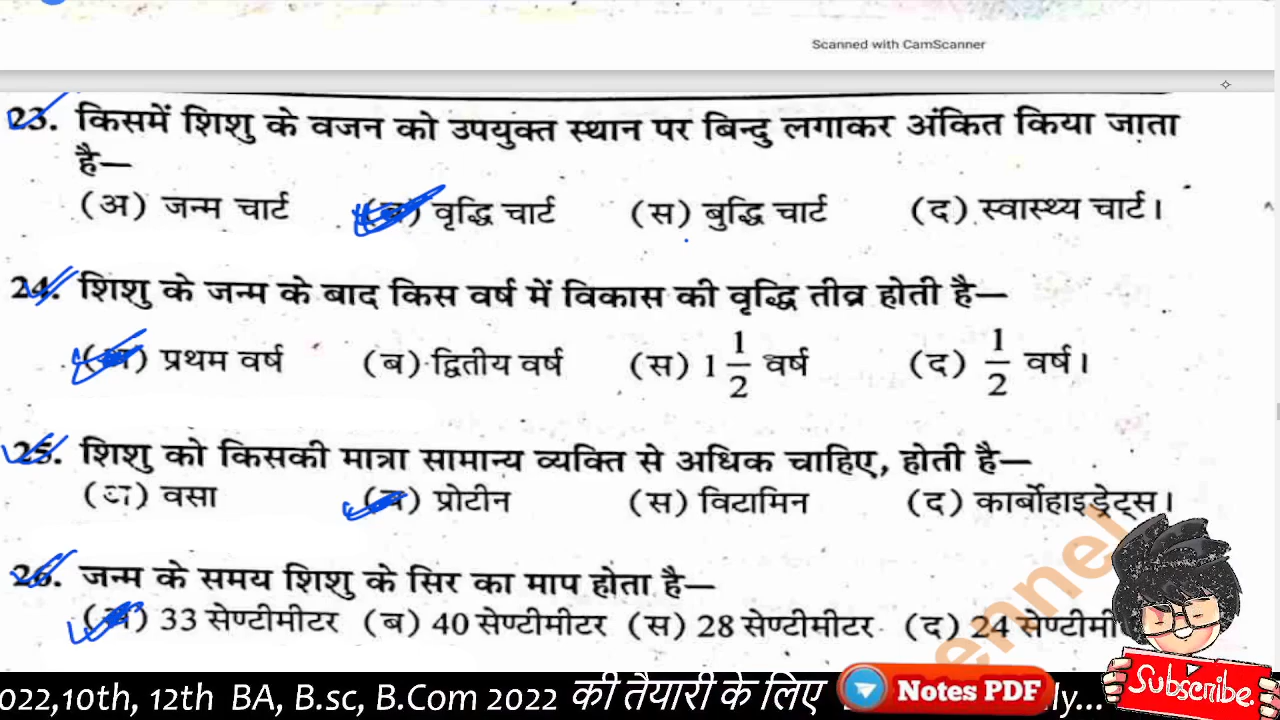 Scanned with CamScanner
23. किसमें शिशु के वजन को उपयुक्त स्थान पर बिन्दु लगाकर अंकित किया जाता
है—
(अ) जन्म चार्ट (ब) वृद्धि चार्ट (स) बुद्धि चार्ट (द) स्वास्थ्य चार्ट।
24. शिशु के जन्म के बाद किस वर्ष में विकास की वृद्धि तीव्र होती है—
(अ) प्रथम वर्ष (ब) द्वितीय वर्ष (स) 1 1/2 वर्ष (द) 1/2 वर्ष।
25. शिशु को किसकी मात्रा सामान्य व्यक्ति से अधिक चाहिए, होती है—
(अ) वसा (ब) प्रोटीन (स) विटामिन (द) कार्बोहाइड्रेट्स।
26. जन्म के समय शिशु के सिर का माप होता है—
(अ) 33 सेण्टीमीटर (ब) 40 सेण्टीमीटर (स) 28 सेण्टीमीटर (द) 24 सेण्टीमी
ennel
022,10th, 12th BA, B.sc, B.Com 2022 की तैयारी के लिए Notes PDF ly...
Subscribe.